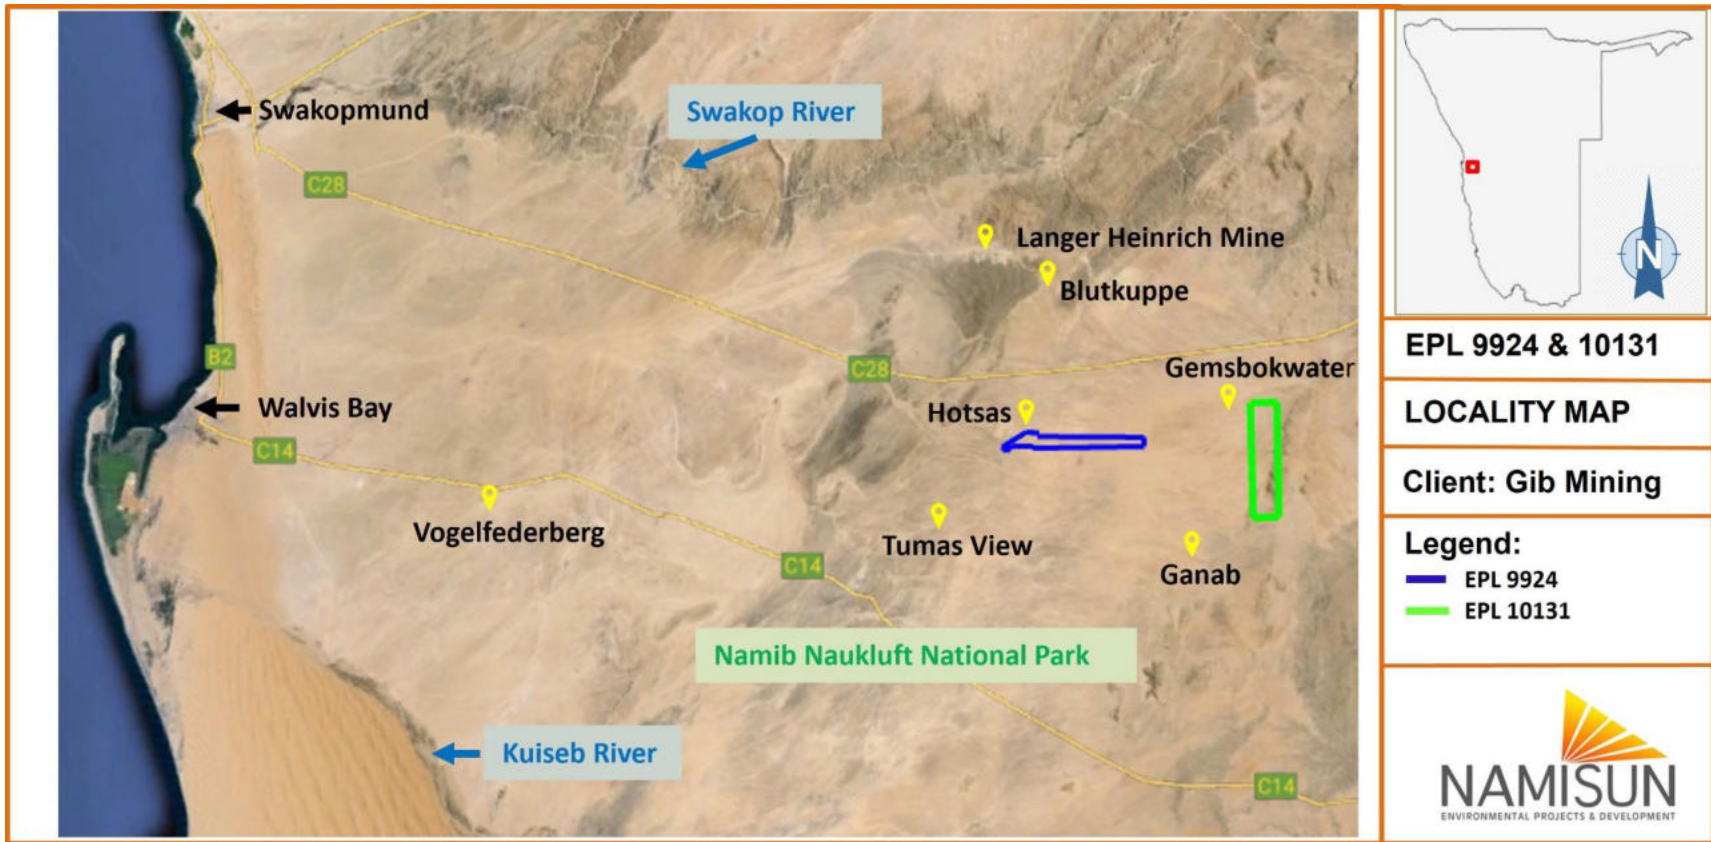 Swakopmund
Swakop River
C28
Langer Heinrich Mine
Blutkuppe
B2
C28
Gemsbokwater
Walvis Bay
Hotsas
C14
Vogelfederberg
Tumas View
C14
Ganab
Namib Naukluft National Park
Kuiseb River
C14
N
EPL 9924 & 10131
LOCALITY MAP
Client: Gib Mining
Legend:
EPL 9924
EPL 10131
NAMISUN
ENVIRONMENTAL PROJECTS & DEVELOPMENT